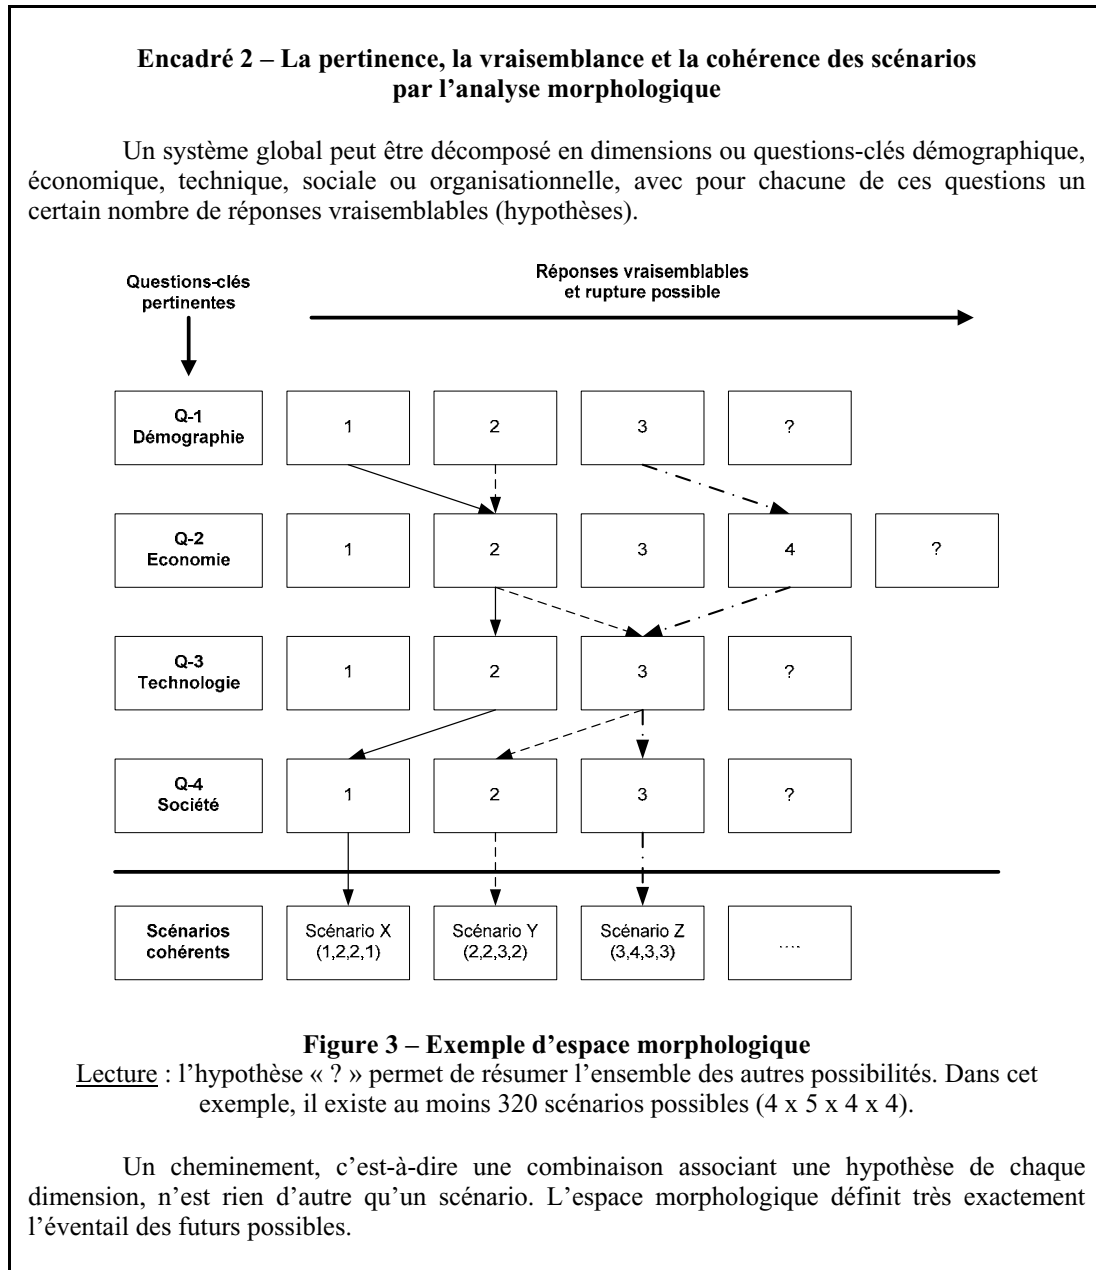 Encadré 2 – La pertinence, la vraisemblance et la cohérence des scénarios
par l’analyse morphologique
Un système global peut être décomposé en dimensions ou questions-clés démographique,
économique, technique, sociale ou organisationnelle, avec pour chacune de ces questions un
certain nombre de réponses vraisemblables (hypothèses).
Questions-clés
pertinentes
Réponses vraisemblables
et rupture possible
Q-1
Démographie
1
2
3
?
Q-2
Economie
1
2
3
4
?
Q-3
Technologie
1
2
3
?
Q-4
Société
1
2
3
?
Scénarios
cohérents
Scénario X
(1,2,2,1)
Scénario Y
(2,2,3,2)
Scénario Z
(3,4,3,3)
….
Figure 3 – Exemple d’espace morphologique
Lecture : l’hypothèse « ? » permet de résumer l’ensemble des autres possibilités. Dans cet
exemple, il existe au moins 320 scénarios possibles (4 x 5 x 4 x 4).
Un cheminement, c’est-à-dire une combinaison associant une hypothèse de chaque
dimension, n’est rien d’autre qu’un scénario. L’espace morphologique définit très exactement
l’éventail des futurs possibles.